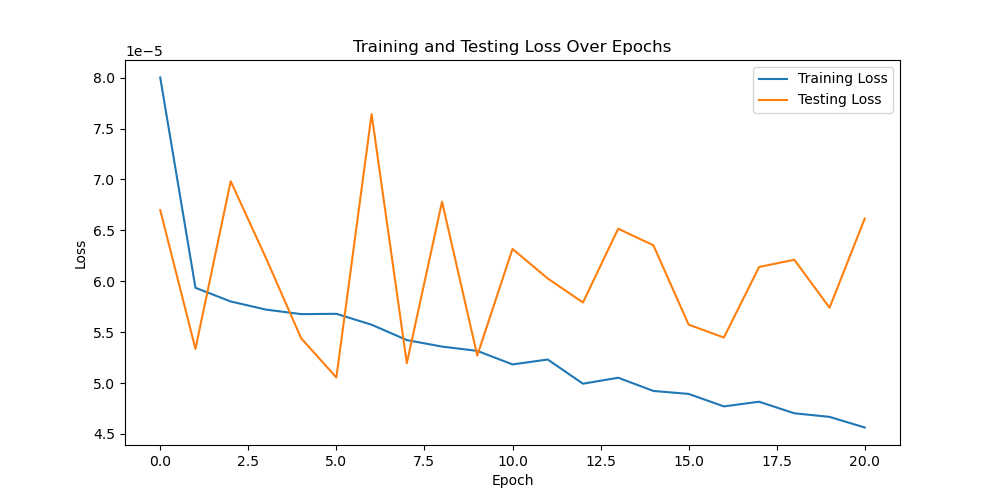 Training and Testing Loss Over Epochs
1e−5
Training Loss
Testing Loss
8.0
7.5
7.0
6.5
6.0
5.5
5.0
4.5
Loss
0.0 2.5 5.0 7.5 10.0 12.5 15.0 17.5 20.0
Epoch